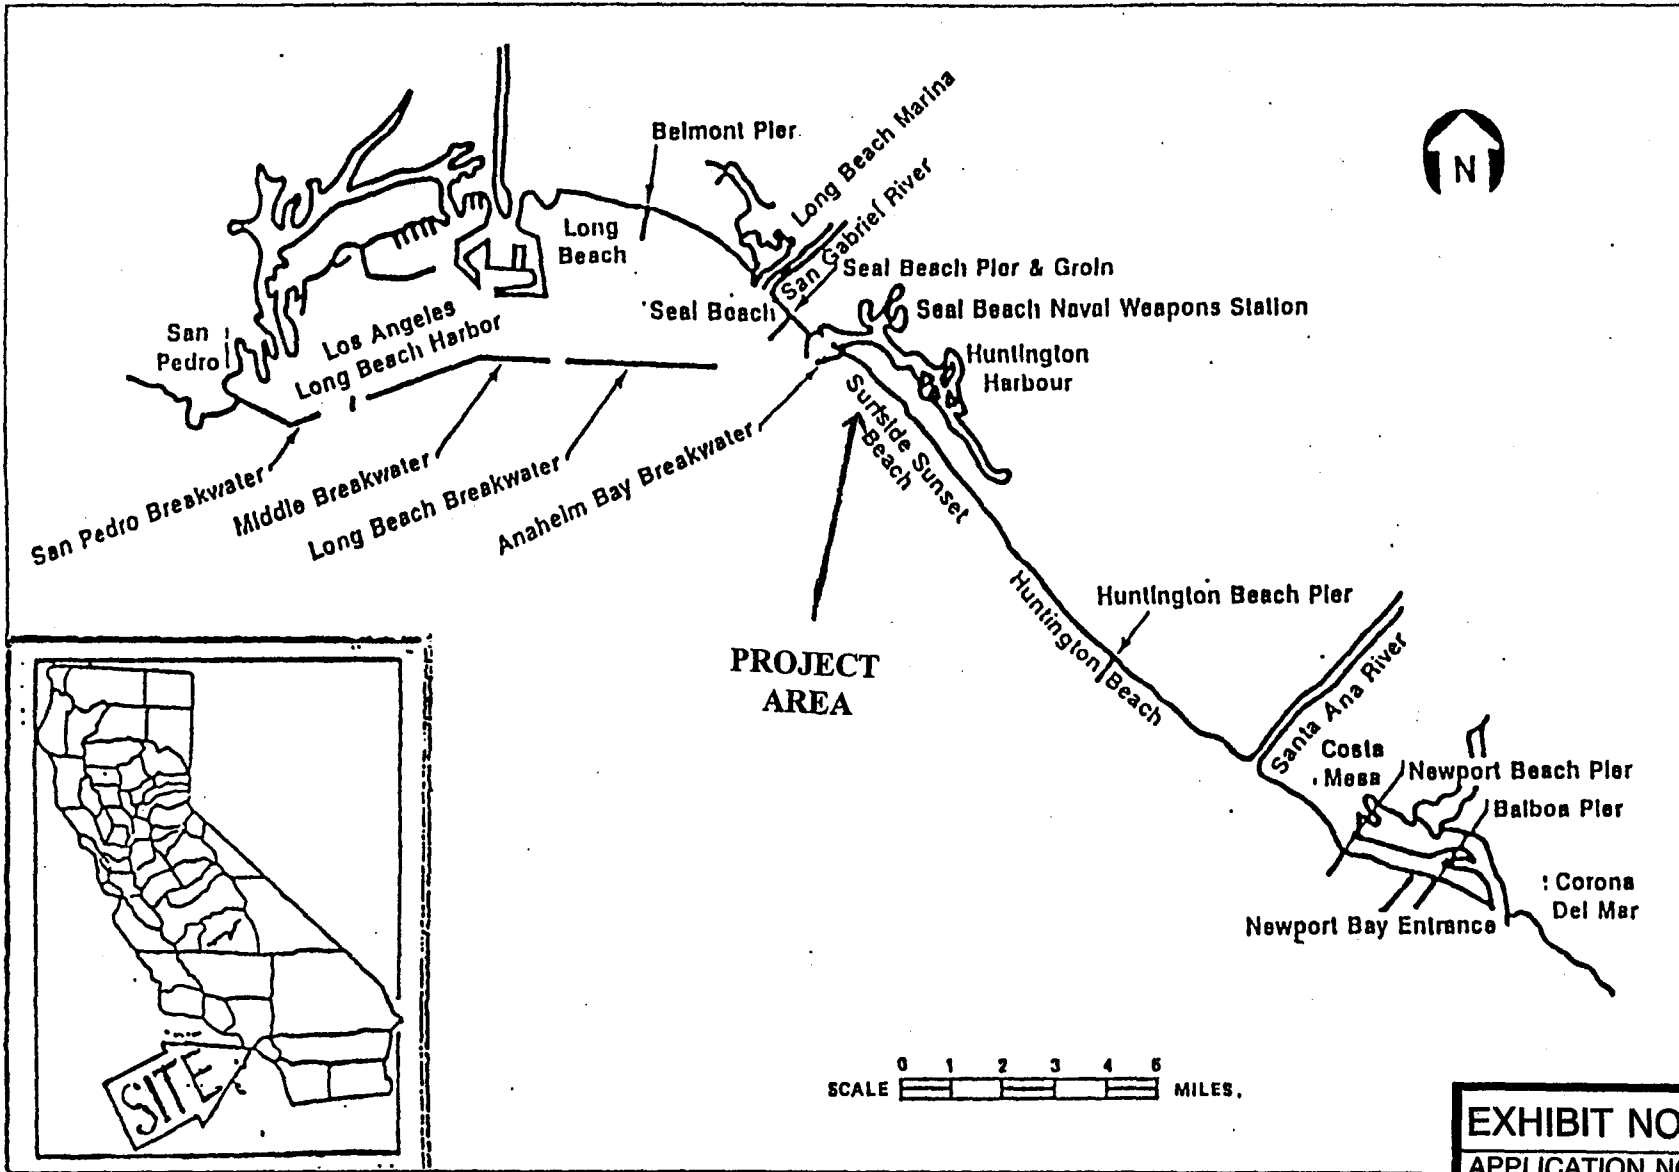 Belmont Pier
Long Beach Marina
San Gabriel River
N
Long
Beach
Seal Beach Pier & Groin
Seal Beach
Seal Beach Naval Weapons Station
San
Pedro
Los Angeles
Long Beach Harbor
Huntington
Harbour
Surfside Sunset
Beach
San Pedro Breakwater
Middle Breakwater
Long Beach Breakwater
Anaheim Bay Breakwater
PROJECT
AREA
Huntington Beach Pier
Huntington Beach
Santa Ana River
Costa
Mesa
Newport Beach Pier
Balboa Pier
Corona
Del Mar
Newport Bay Entrance
SITE
0 1 2 3 4 5
SCALE MILES.
EXHIBIT NO
APPLICATION NO